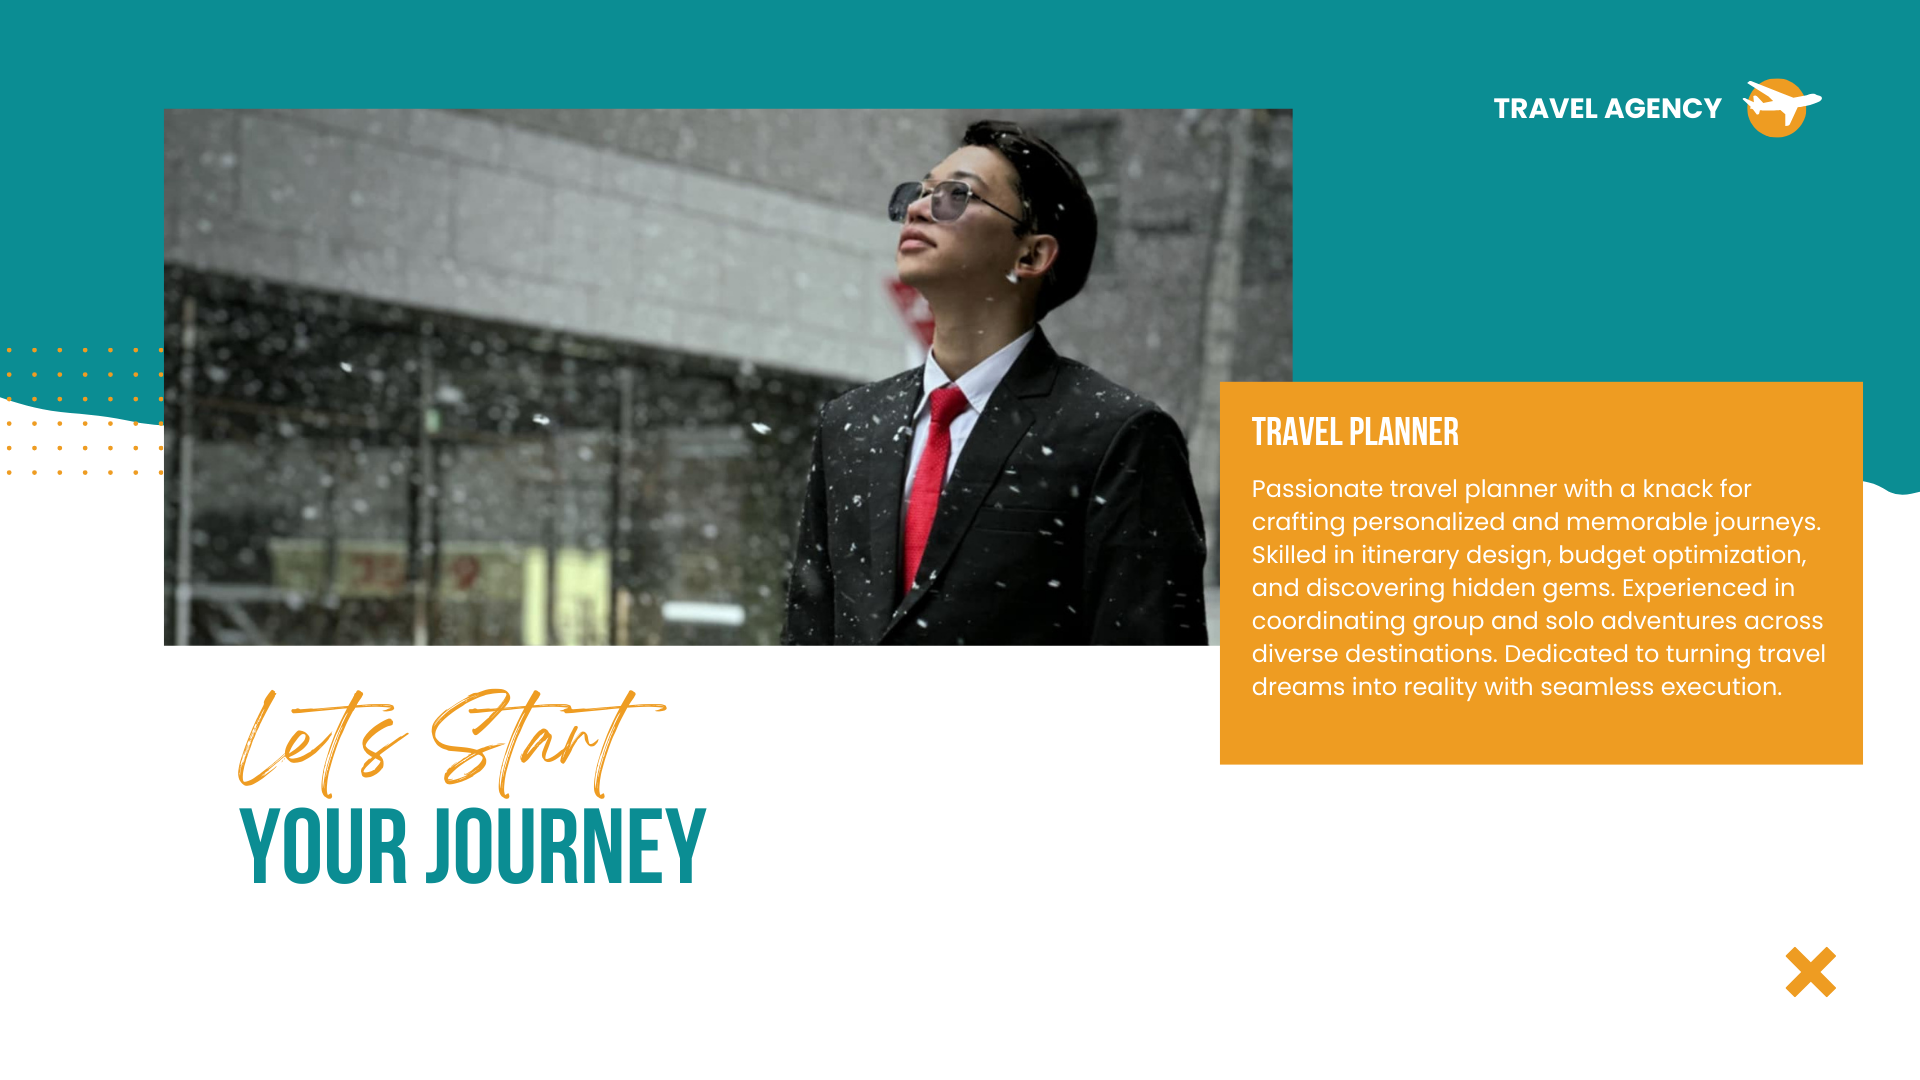 TRAVEL AGENCY
TRAVEL PLANNER
Passionate travel planner with a knack for
crafting personalized and memorable journeys.
Skilled in itinerary design, budget optimization,
and discovering hidden gems. Experienced in
coordinating group and solo adventures across
diverse destinations. Dedicated to turning travel
dreams into reality with seamless execution.
Let's Start
YOUR JOURNEY